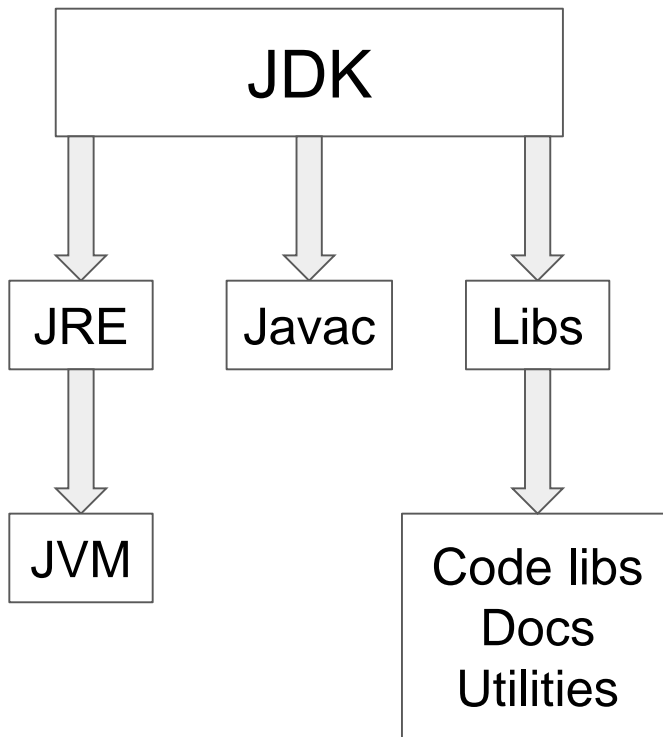 JDK
JRE
Javac
Libs
JVM
Code libs
Docs
Utilities